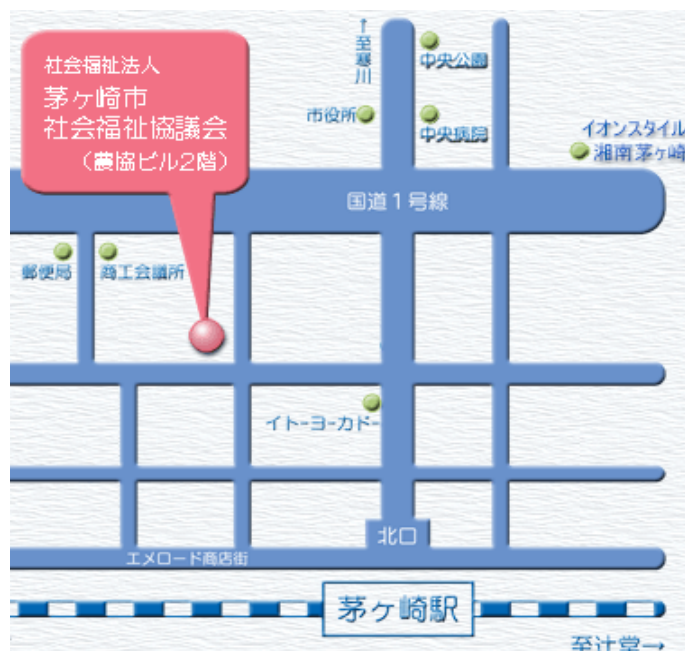 社会福祉法人
茅ヶ崎市
社会福祉協議会
（農協ビル2階）
↑至寒川
中央公園
市役所
中央病院
イオンスタイル
湘南茅ヶ崎
国道1号線
郵便局
商工会議所
イトーヨーカドー
北口
エメロード商店街
茅ヶ崎駅
至辻堂→